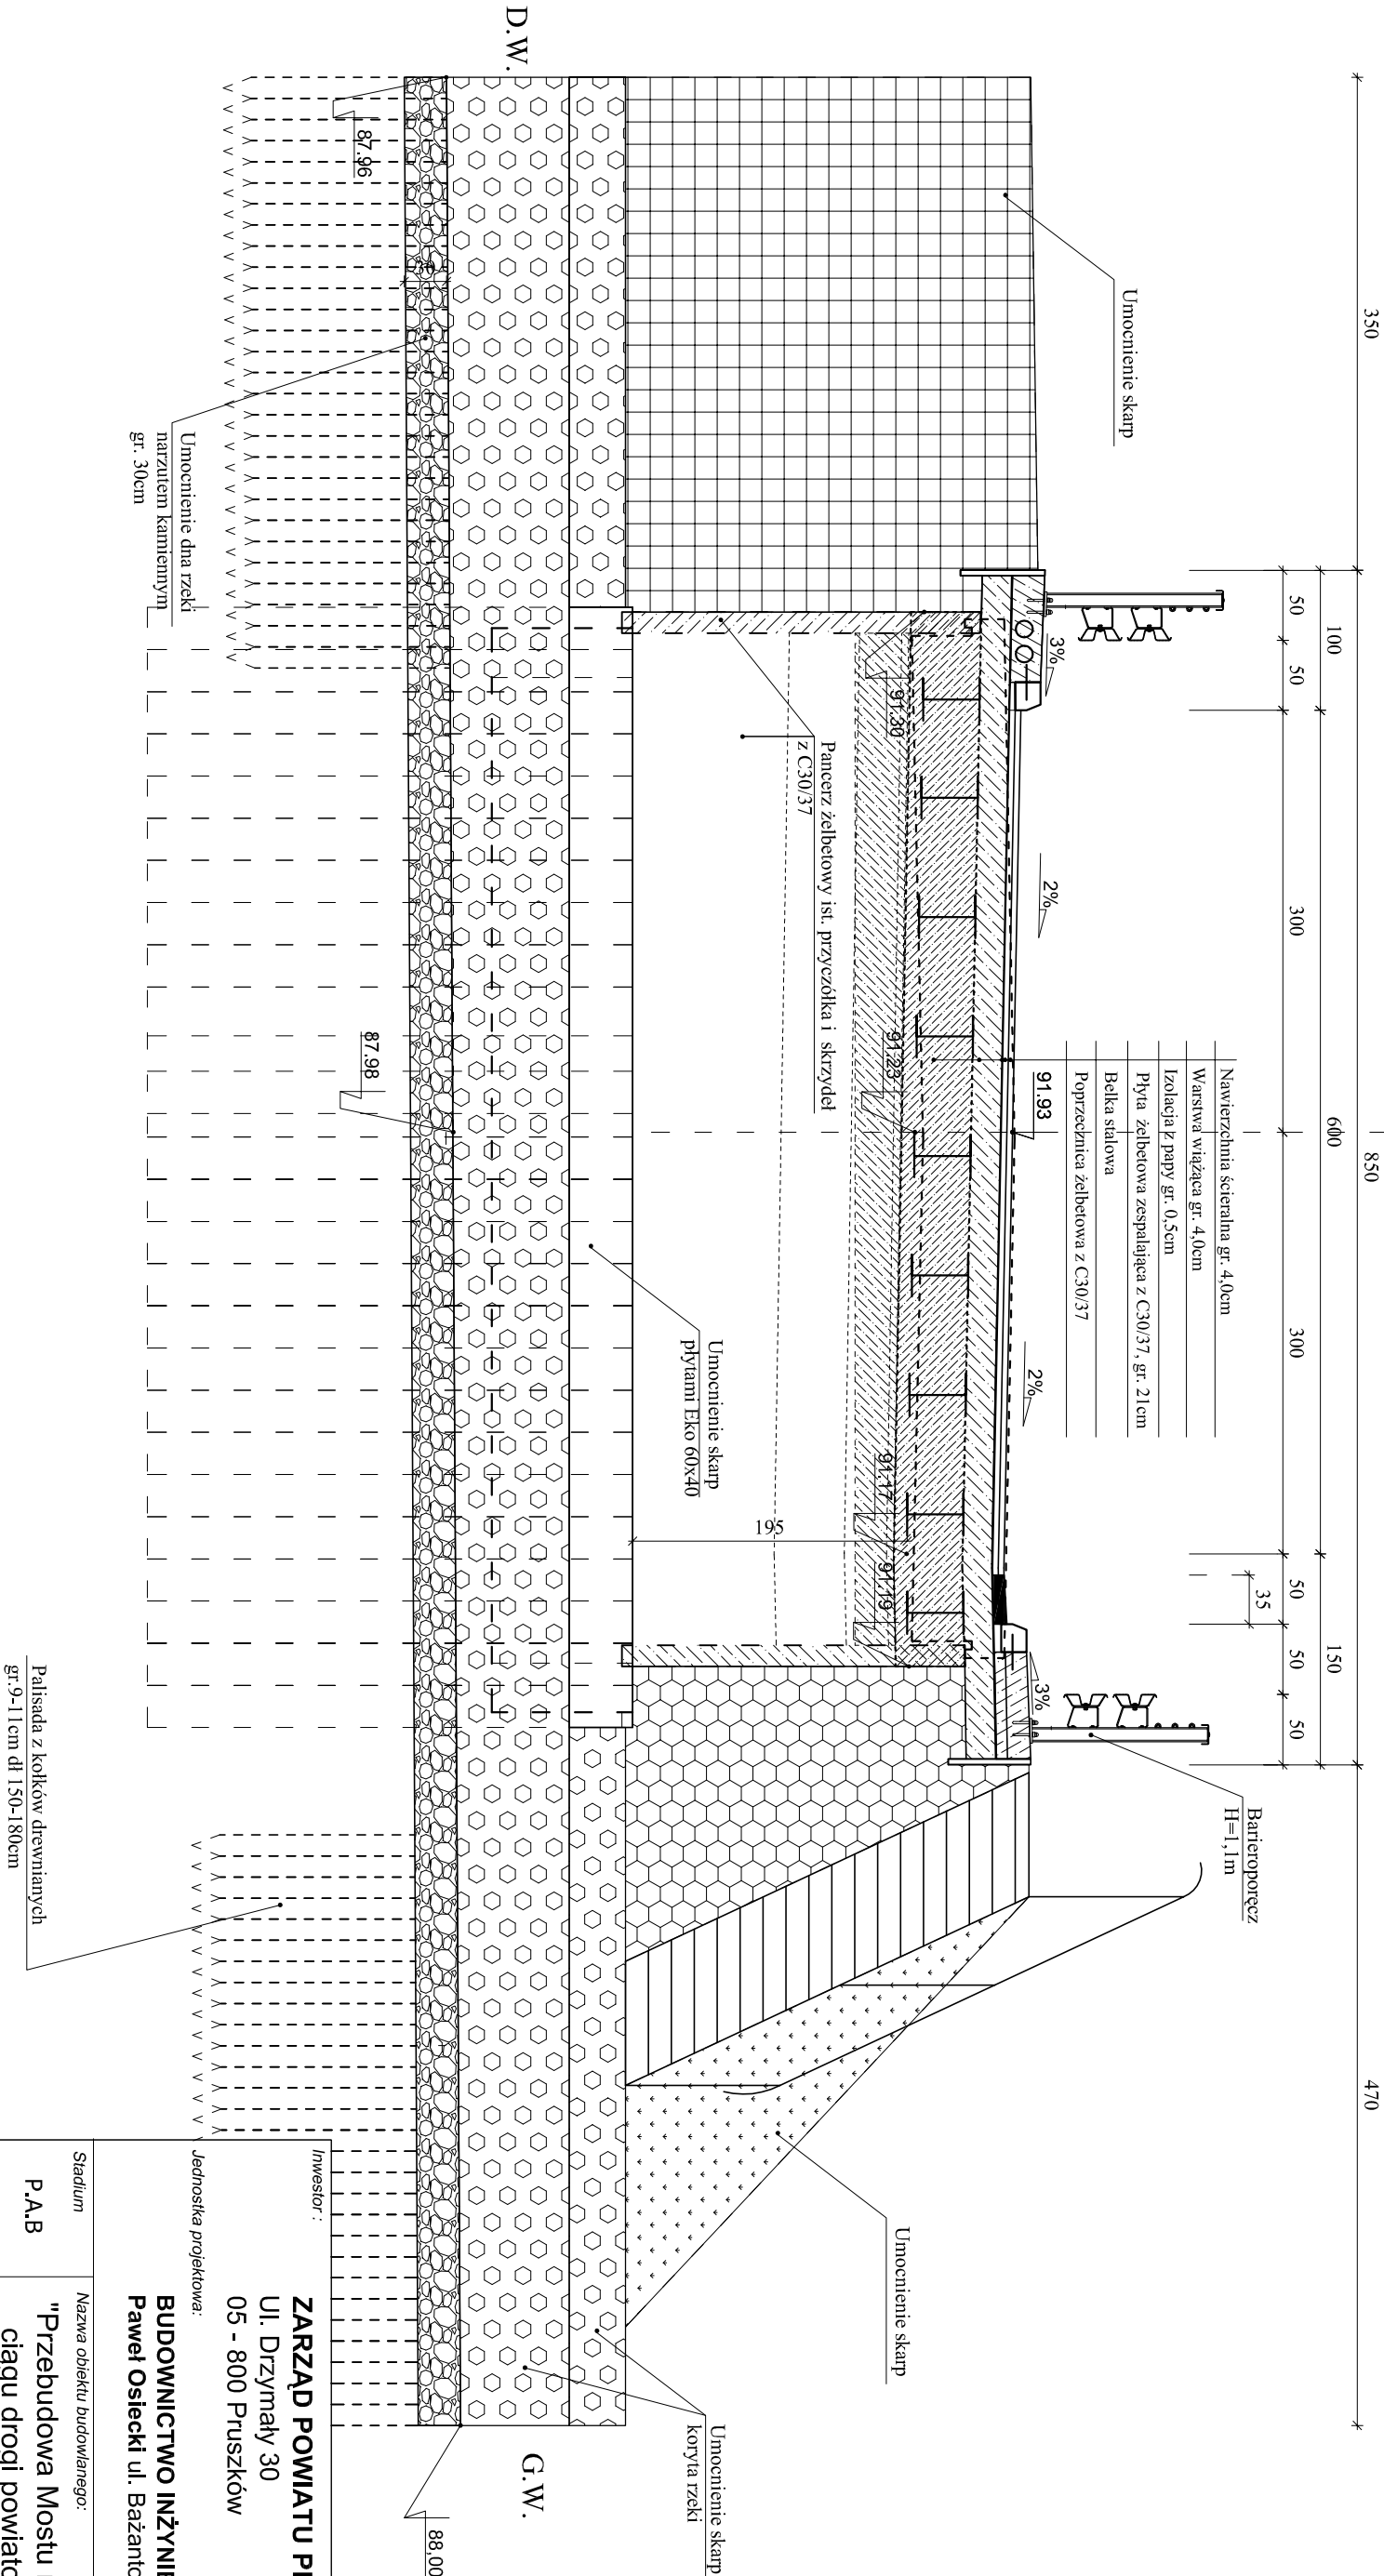 350
850
470
100
600
150
50
50
300
300
50
50
50
35
Umocnienie skarp
3%
2%
2%
3%
Nawierzchnia ścieralna gr. 4,0cm
Warstwa wiążąca gr. 4,0cm
Izolacja z papy gr. 0,5cm
Płyta żelbetowa zespalająca z C30/37, gr. 21cm
Belka stalowa
Poprzecznica żelbetowa z C30/37
91.93
Barieroporęcz
H=1,1m
91.30
91.23
91.17
91.19
Pancerz żelbetowy ist. przyczółka i skrzydeł
z C30/37
195
Umocnienie skarp
płytami Eko 60x40
Umocnienie skarp
Umocnienie skarp
koryta rzeki
D.W.
G.W.
30
87.96
87.98
88,00
Umocnienie dna rzeki
narzutem kamiennym
gr. 30cm
Palisada z kołków drewnianych
gr.9-11cm dł 150-180cm
Inwestor :
ZARZĄD POWIATU
Ul. Drzymały 30
05 - 800 Pruszków
Jednostka projektowa:
BUDOWNICTWO
Paweł Osiecki ul.
Stadium
P.A.B
Nazwa obiektu budowlanego:
"Przebudowa Mostu
ciągu drogi